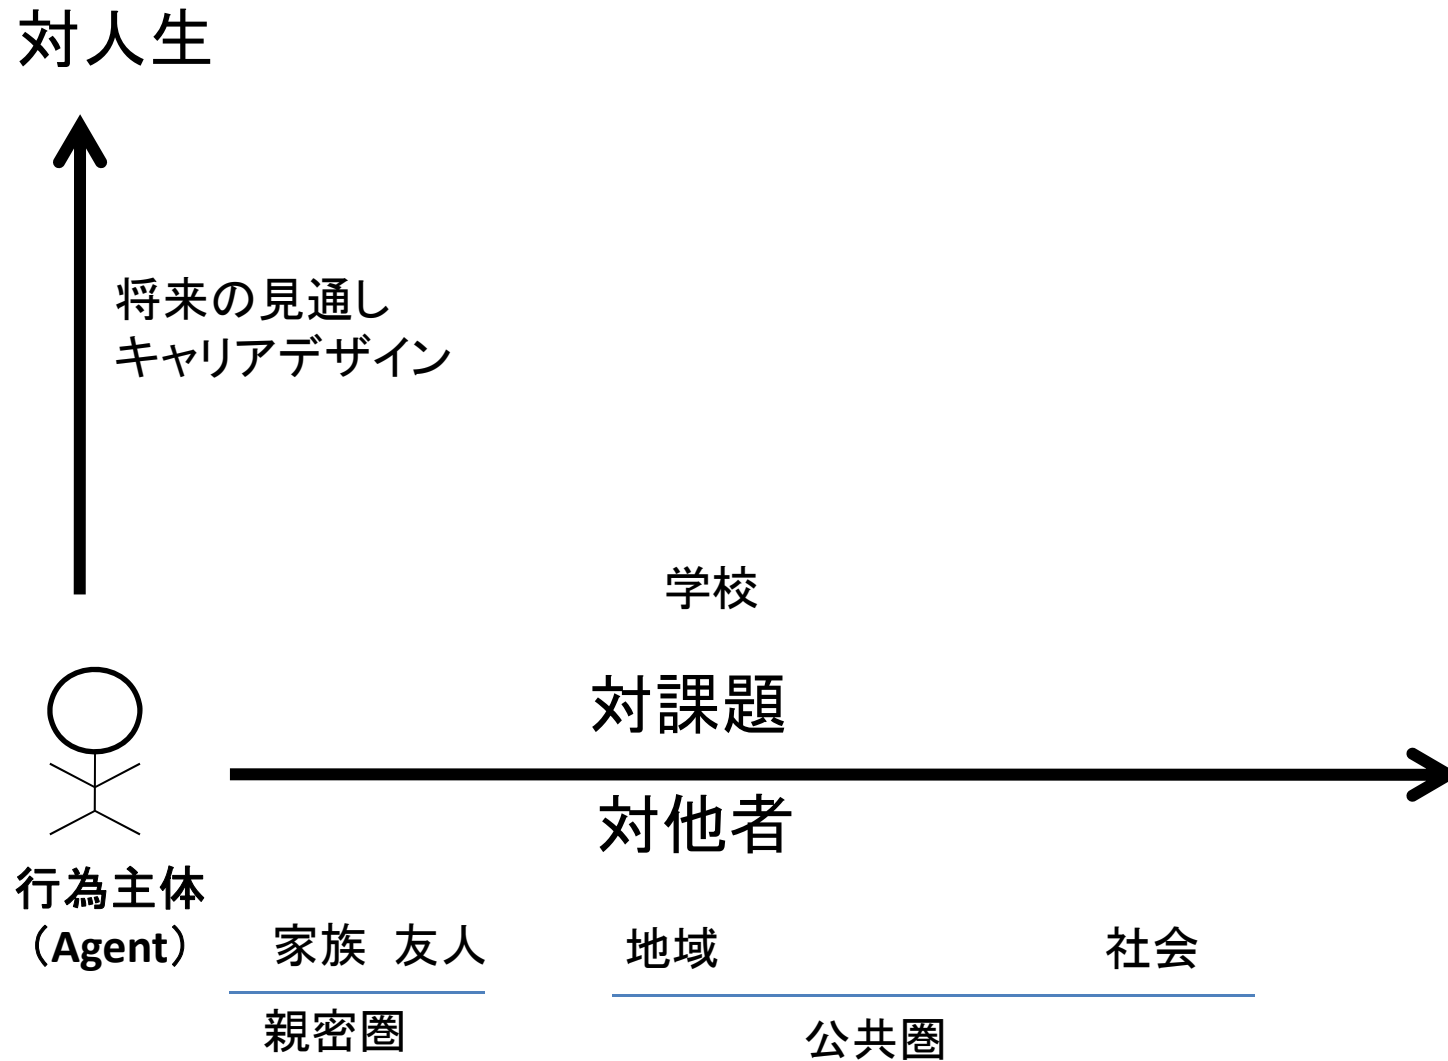 対人生
将来の見通し
キャリアデザイン
学校
対課題
対他者
行為主体
（Agent）
家族　友人
地域
社会
親密圏
公共圏